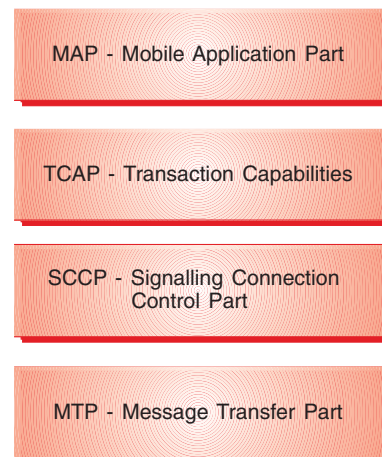 MAP - Mobile Application Part
TCAP - Transaction Capabilities
SCCP - Signalling Connection
Control Part
MTP - Message Transfer Part